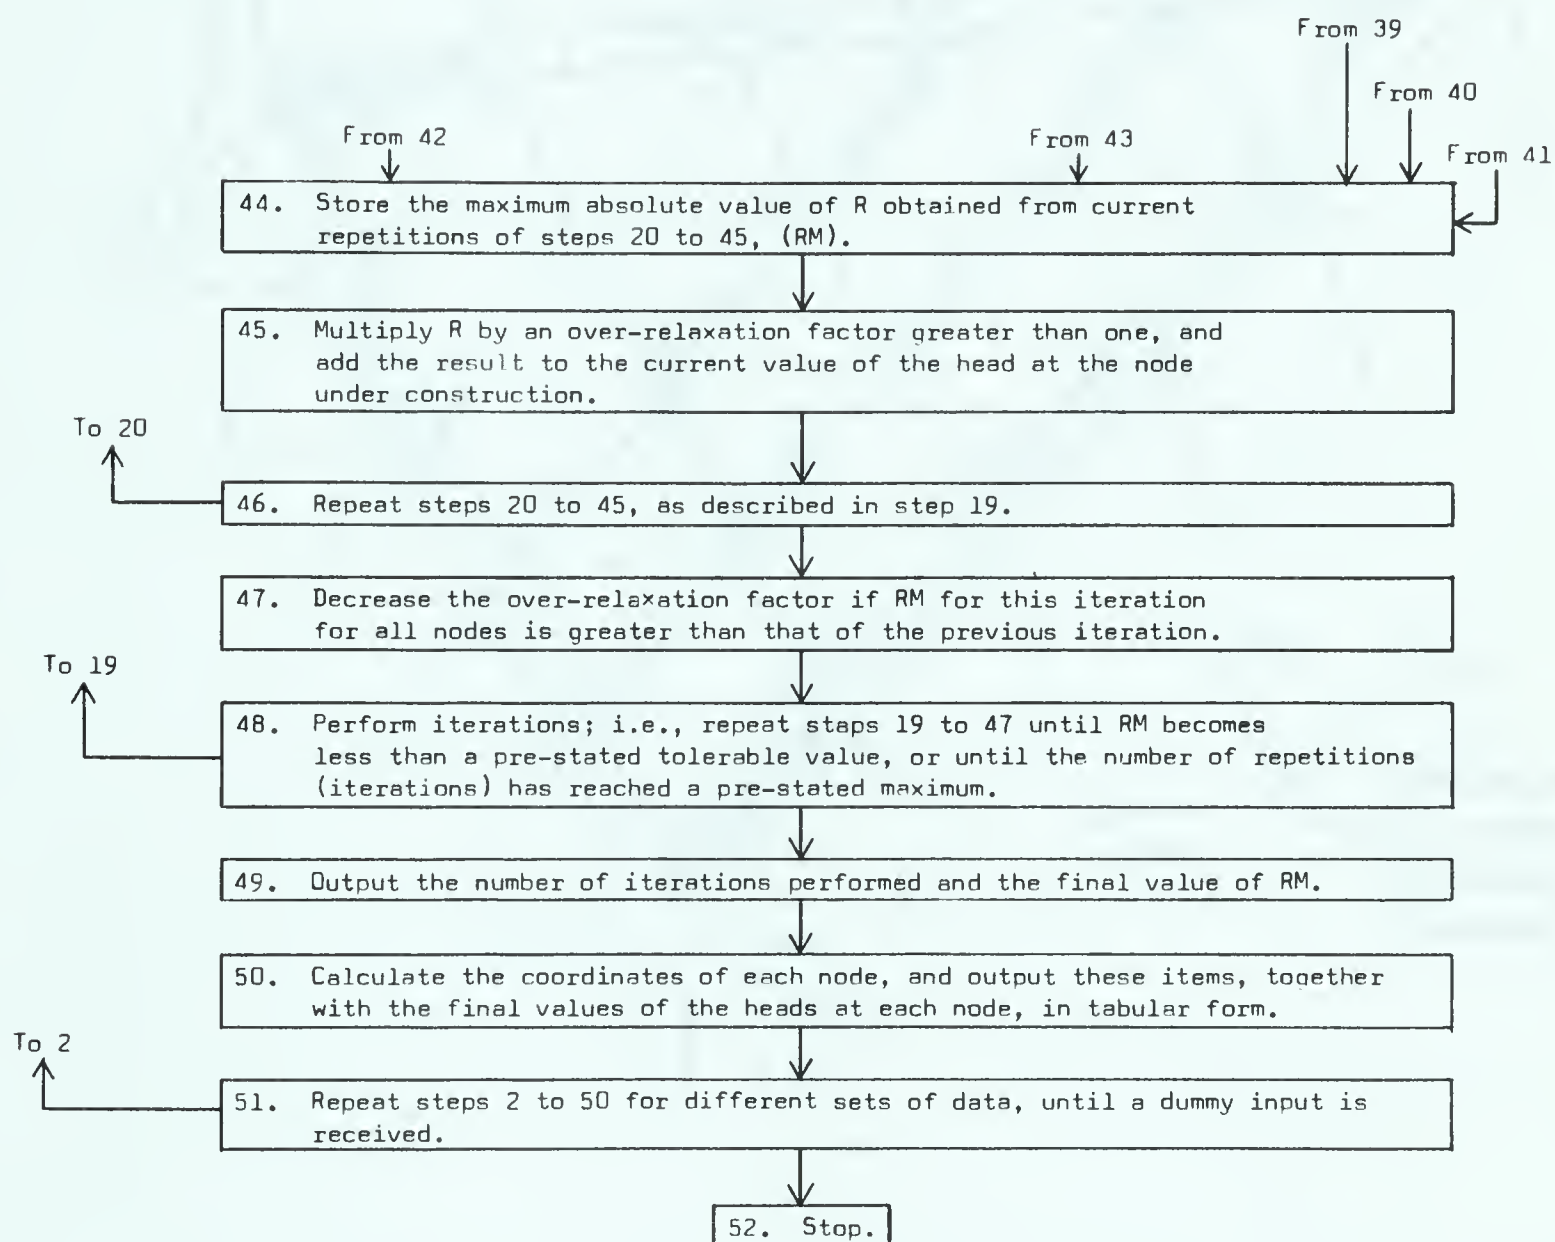 From 39
From 40
From 42
From 43
From 41
44. Store the maximum absolute value of R obtained from current
repetitions of steps 20 to 45, (RM).
45. Multiply R by an over-relaxation factor greater than one, and
add the result to the current value of the head at the node
under construction.
To 20
46. Repeat steps 20 to 45, as described in step 19.
47. Decrease the over-relaxation factor if RM for this iteration
for all nodes is greater than that of the previous iteration.
To 19
48. Perform iterations; i.e., repeat staps 19 to 47 until RM becomes
less than a pre-stated tolerable value, or until the number of repetitions
(iterations) has reached a pre-stated maximum.
49. Output the number of iterations performed and the final value of RM.
50. Calculate the coordinates of each node, and output these items, together
with the final values of the heads at each node, in tabular form.
To 2
51. Repeat steps 2 to 50 for different sets of data, until a dummy input is
received.
52. Stop.